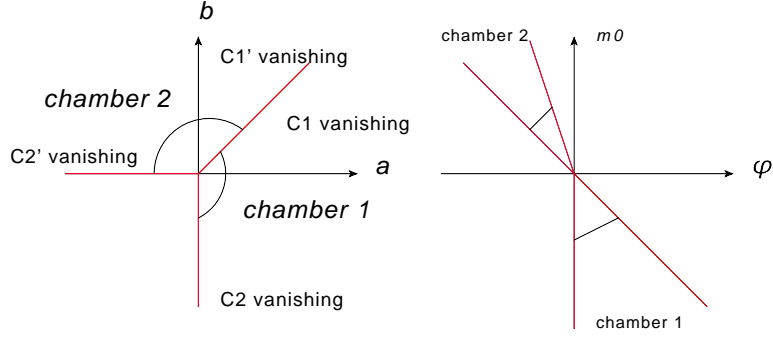 b
C1’ vanishing
chamber 2
C1 vanishing
C2’ vanishing
a
chamber 1
C2 vanishing
chamber 2
m0
φ
chamber 1